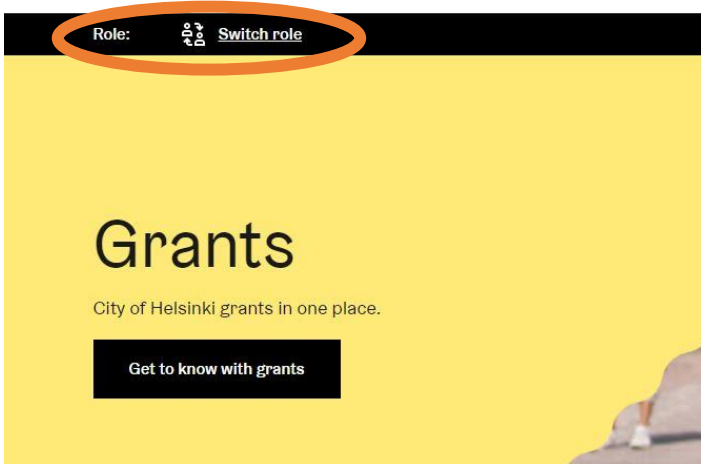 Role: Switch role
Grants
City of Helsinki grants in one place.
Get to know with grants